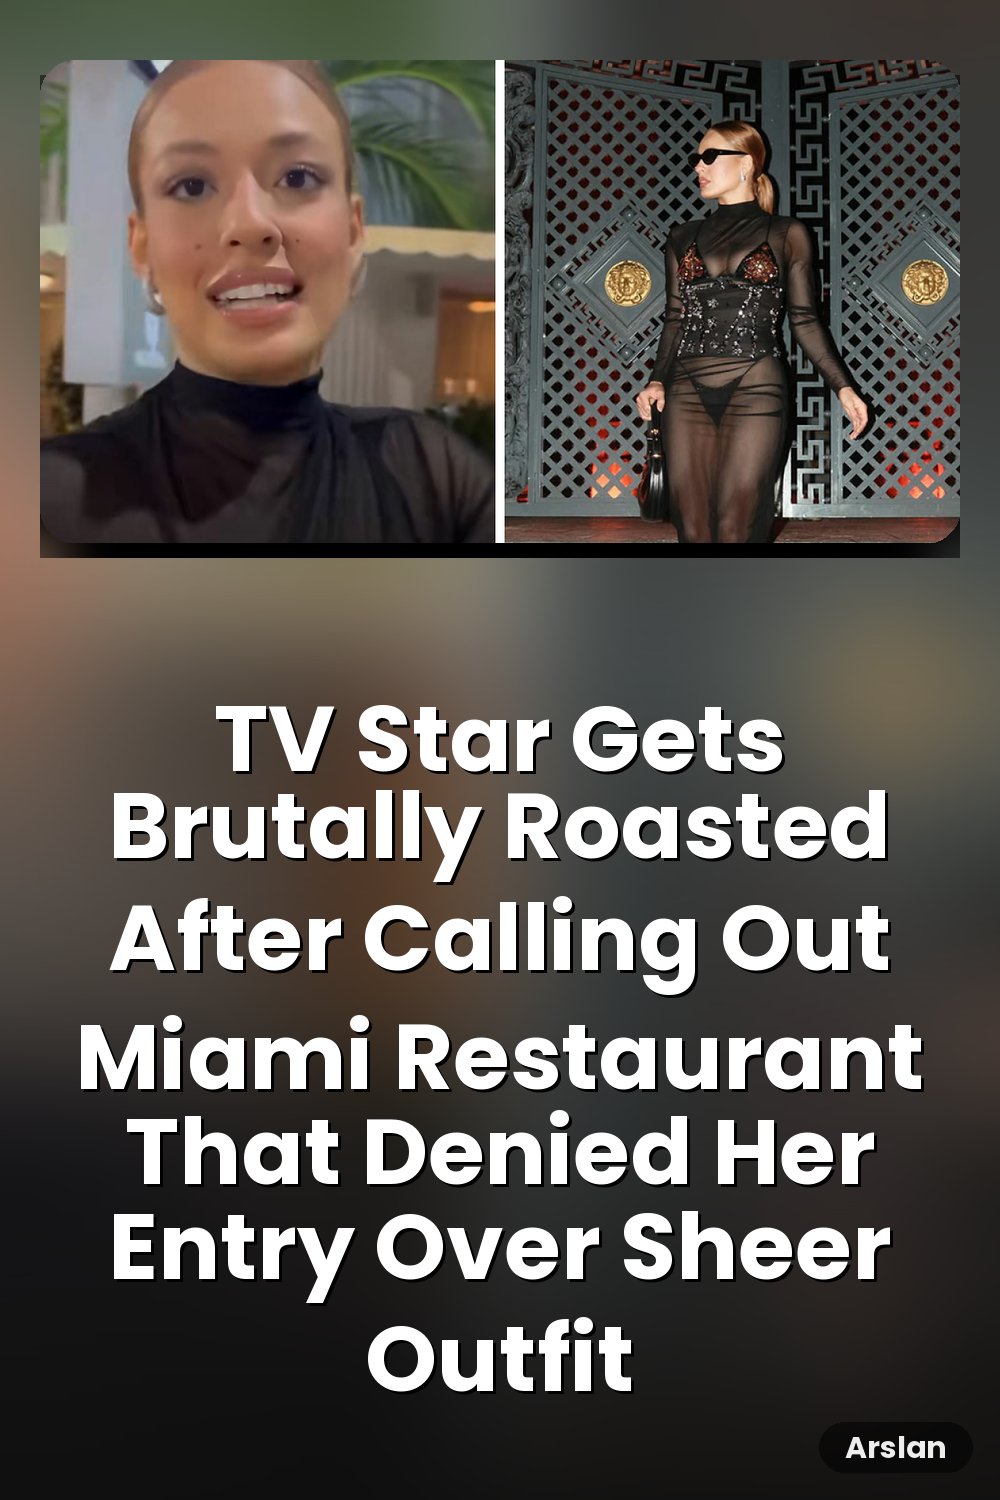 TV Star Gets
Brutally Roasted
After Calling Out
Miami Restaurant
That Denied Her
Entry Over Sheer
Outfit
Arslan